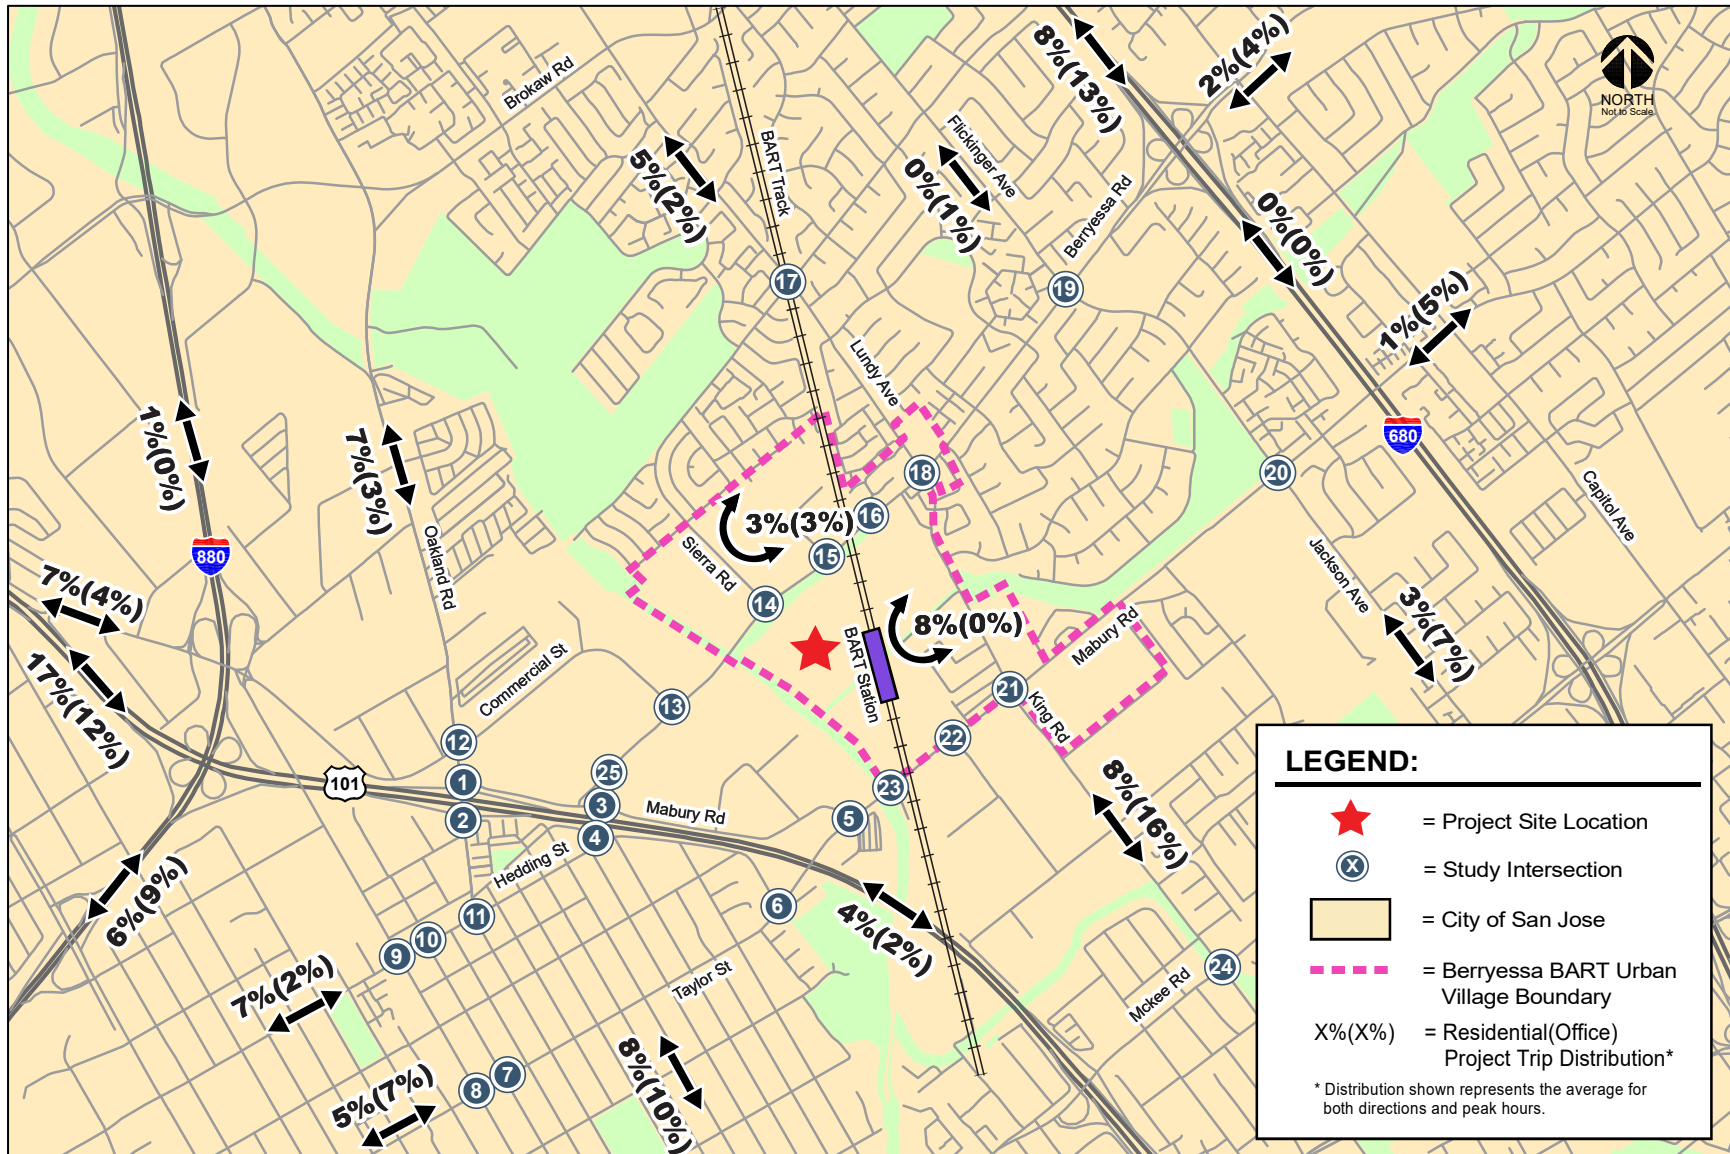 8%(13%)
2%(4%)
NORTH
Not to Scale
Brokaw Rd
BART Track
5%(2%)
Flickinger Ave
0%(1%)
Berryessa Rd
0%(0%)
17
19
1%(5%)
Lundy Ave
1%(0%)
7%(3%)
680
18
20
Capitol Ave
3%(3%)
16
15
Sierra Rd
14
880
Oakland Rd
Jackson Ave
7%(4%)
8%(0%)
3%(7%)
Mabury Rd
BART Station
17%(12%)
Commercial St
13
21
King Rd
12
22
1
25
101
3
Mabury Rd
23
2
4
5
8%(16%)
Hedding St
6%(9%)
11
6
4%(2%)
10
9
24
7%(2%)
Taylor St
Mckee Rd
8%(10%)
7
8
5%(7%)
LEGEND:
= Project Site Location
X
= Study Intersection
= City of San Jose
= Berryessa BART Urban
Village Boundary
X%(X%)
= Residential(Office)
Project Trip Distribution*
* Distribution shown represents the average for
both directions and peak hours.